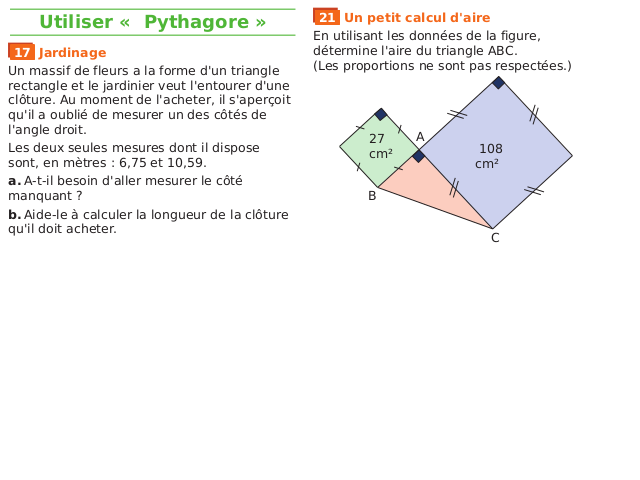 Utiliser «  Pythagore »
17 Jardinage
Un massif de fleurs a la forme d'un triangle
rectangle et le jardinier veut l'entourer d'une
clôture. Au moment de l'acheter, il s'aperçoit
qu'il a oublié de mesurer un des côtés de
l'angle droit.
Les deux seules mesures dont il dispose
sont, en mètres : 6,75 et 10,59.
a. A-t-il besoin d'aller mesurer le côté
manquant ?
b. Aide-le à calculer la longueur de la clôture
qu'il doit acheter.
21 Un petit calcul d'aire
En utilisant les données de la figure,
détermine l'aire du triangle ABC.
(Les proportions ne sont pas respectées.)
27
cm²
A
108
cm²
B
C